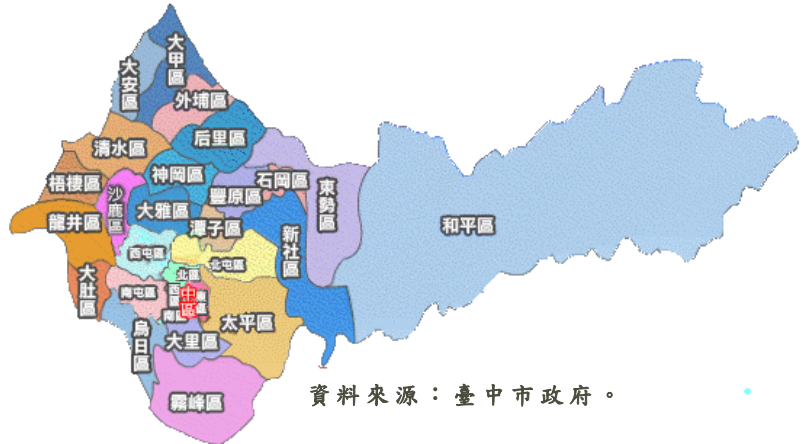 大甲區
大安區
外埔區
后里區
清水區
神岡區
石岡區
梧棲區
沙鹿區
豐原區
東勢區
大雅區
龍井區
潭子區
和平區
新社區
西屯區
北屯區
北區
大肚區
南屯區
西區
中區
東區
南區
太平區
烏日區
大里區
霧峰區
資料來源：臺中市政府。